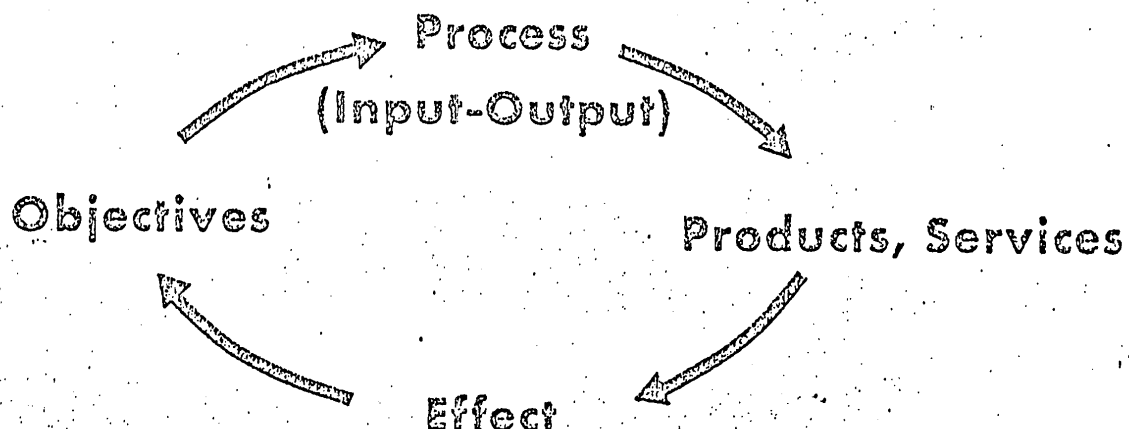 Process
(Input-Output)
Objectives
Products, Services
Effect